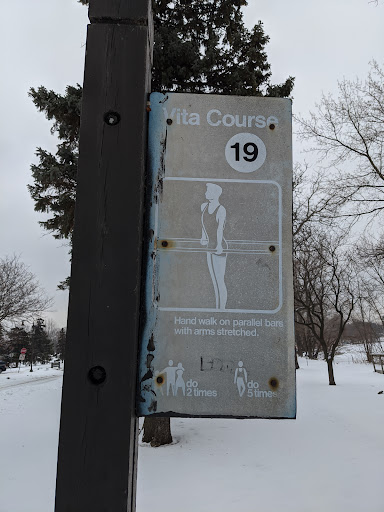 Vita Course
19
Hand walk on parallel bars
with arms stretched.
do
2 times
do
5 times